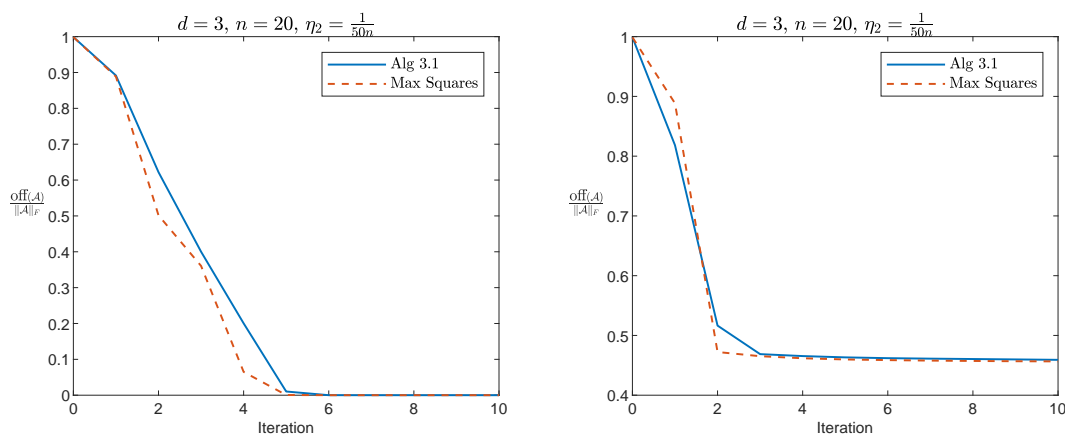 d = 3, n = 20, η₂ = 1/50n
1
0.9
0.8
0.7
0.6
0.5
0.4
0.3
0.2
0.1
0
off(𝒜)/‖𝒜‖_F
Alg 3.1
Max Squares
0 2 4 6 8 10
Iteration
d = 3, n = 20, η₂ = 1/50n
1
0.9
0.8
0.7
0.6
0.5
0.4
off(𝒜)/‖𝒜‖_F
Alg 3.1
Max Squares
0 2 4 6 8 10
Iteration